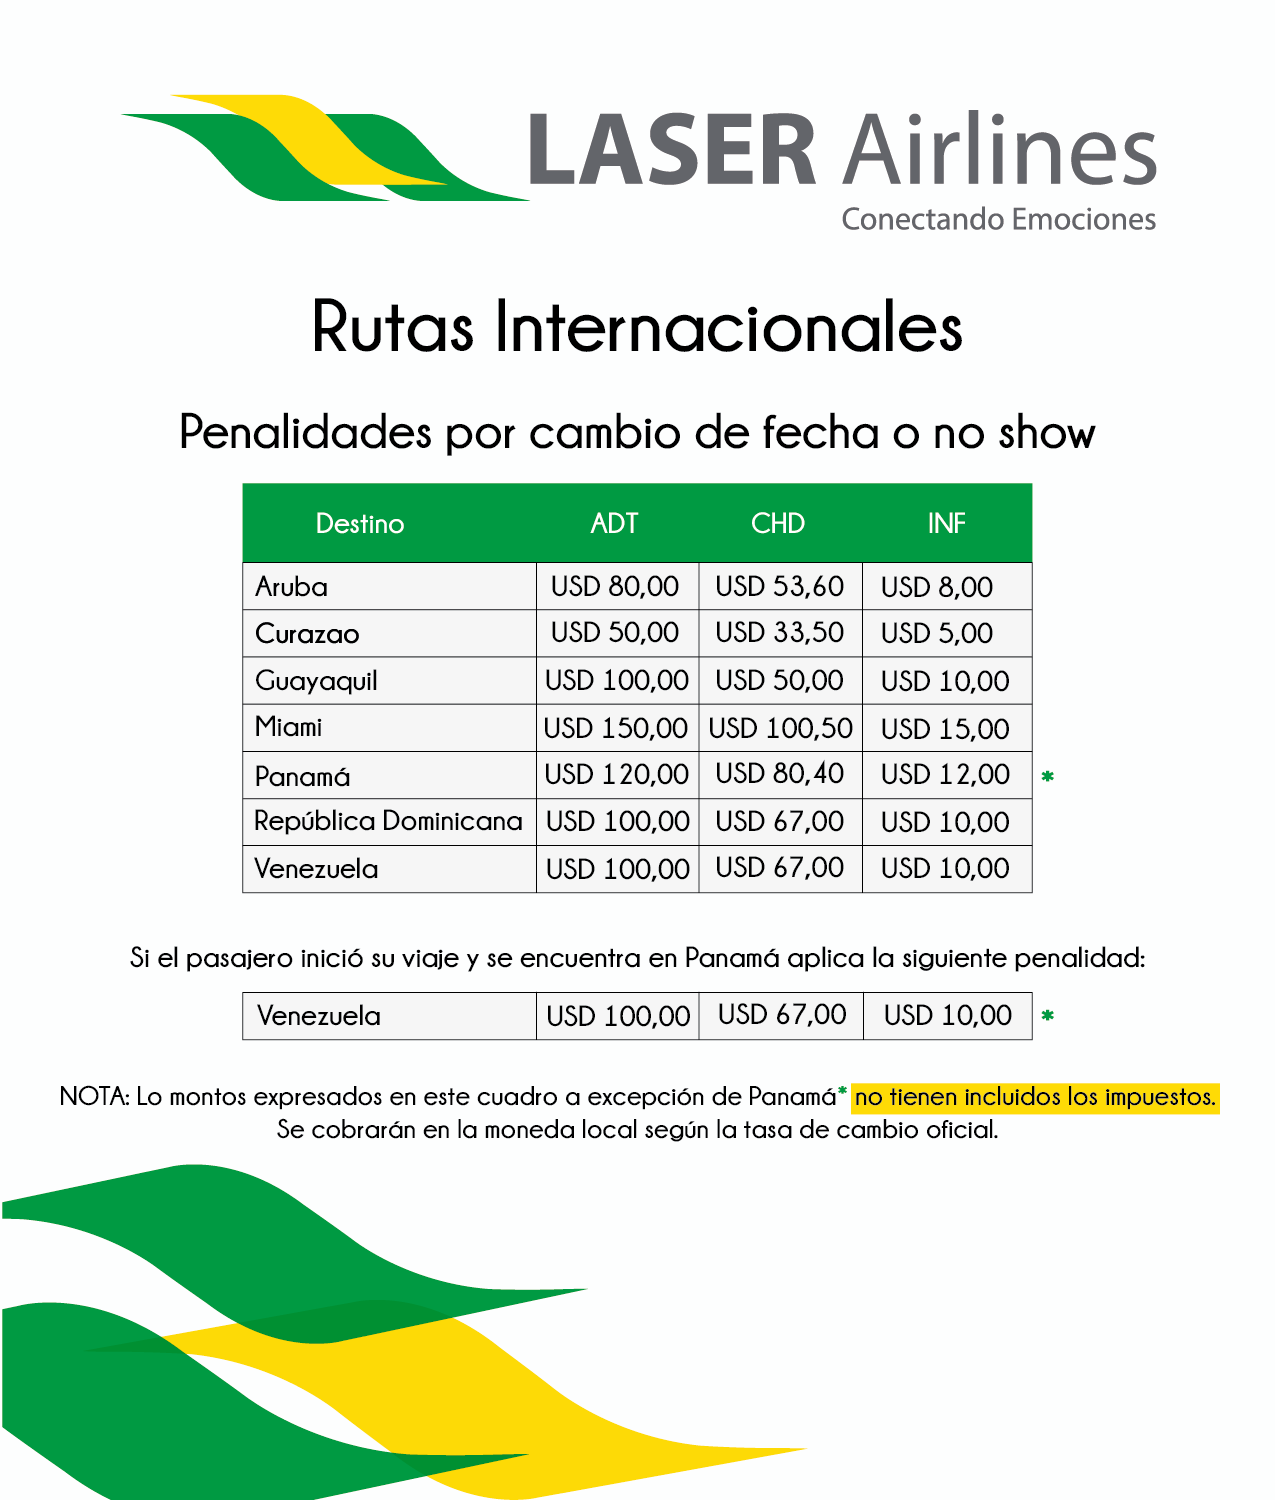 LASER Airlines
Conectando Emociones
Rutas Internacionales
Penalidades por cambio de fecha o no show
Destino ADT CHD INF
Aruba USD 80,00 USD 53,60 USD 8,00
Curazao USD 50,00 USD 33,50 USD 5,00
Guayaquil USD 100,00 USD 50,00 USD 10,00
Miami USD 150,00 USD 100,50 USD 15,00
Panamá USD 120,00 USD 80,40 USD 12,00 *
República Dominicana USD 100,00 USD 67,00 USD 10,00
Venezuela USD 100,00 USD 67,00 USD 10,00
Si el pasajero inició su viaje y se encuentra en Panamá aplica la siguiente penalidad:
Venezuela USD 100,00 USD 67,00 USD 10,00 *
NOTA: Lo montos expresados en este cuadro a excepción de Panamá* no tienen incluidos los impuestos.
Se cobrarán en la moneda local según la tasa de cambio oficial.